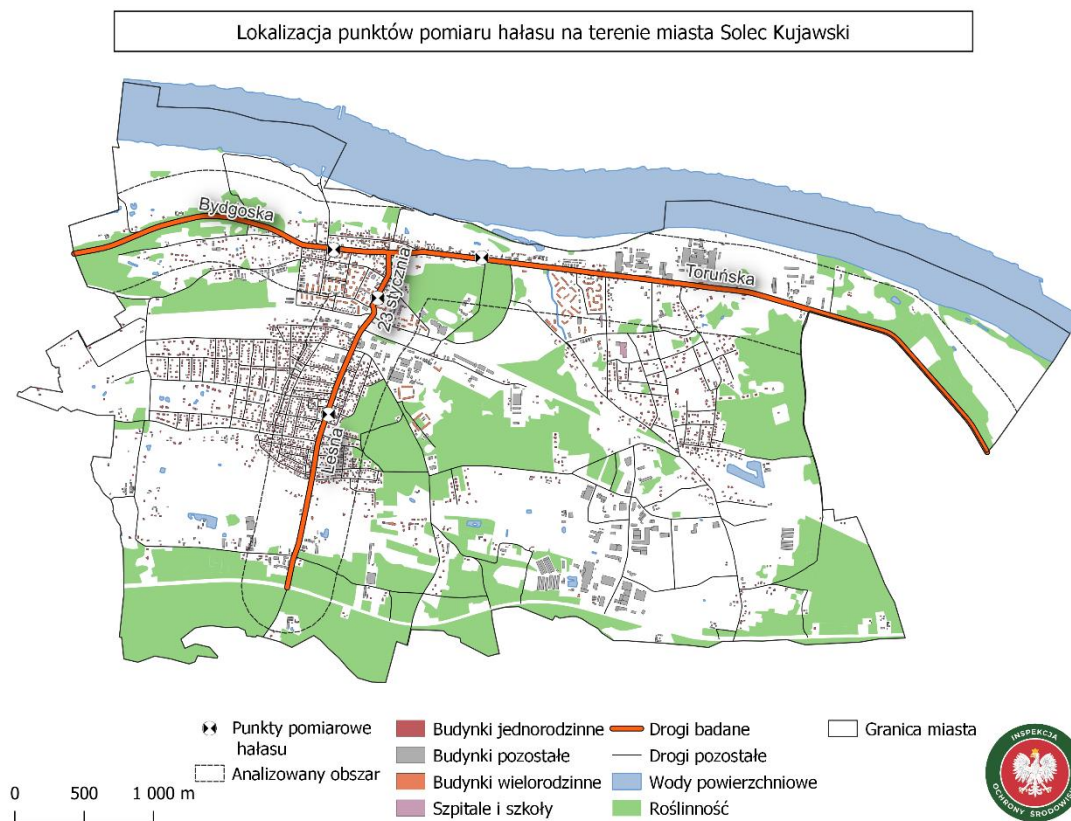 Lokalizacja punktów pomiaru hałasu na terenie miasta Solec Kujawski
Bydgoska
23 stycznia
Toruńska
Leśna
Punkty pomiarowe
hałasu
Analizowany obszar
Budynki jednorodzinne
Budynki pozostałe
Budynki wielorodzinne
Szpitale i szkoły
Drogi badane
Drogi pozostałe
Wody powierzchniowe
Roślinność
Granica miasta
0 500 1 000 m
INSPEKCJA
OCHRONY ŚRODOWISKA